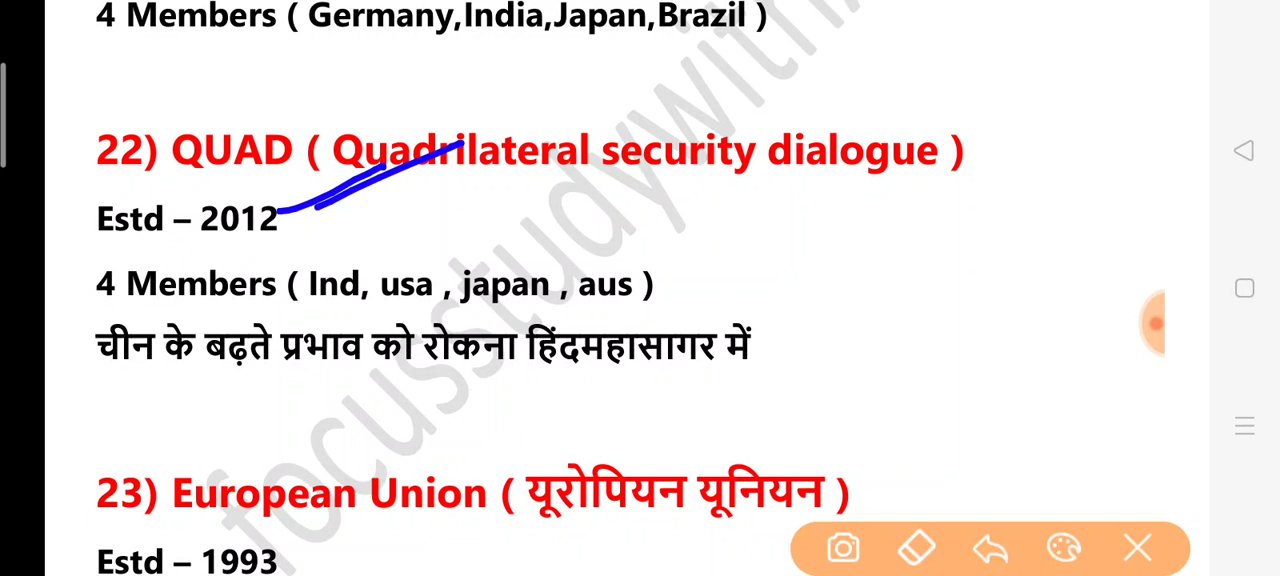 4 Members ( Germany,India,Japan,Brazil )
22) QUAD ( Quadrilateral security dialogue )
Estd – 2012
4 Members ( Ind, usa , japan , aus )
चीन के बढ़ते प्रभाव को रोकना हिंदमहासागर में
23) European Union ( यूरोपियन यूनियन )
Estd – 1993
focusstudywith